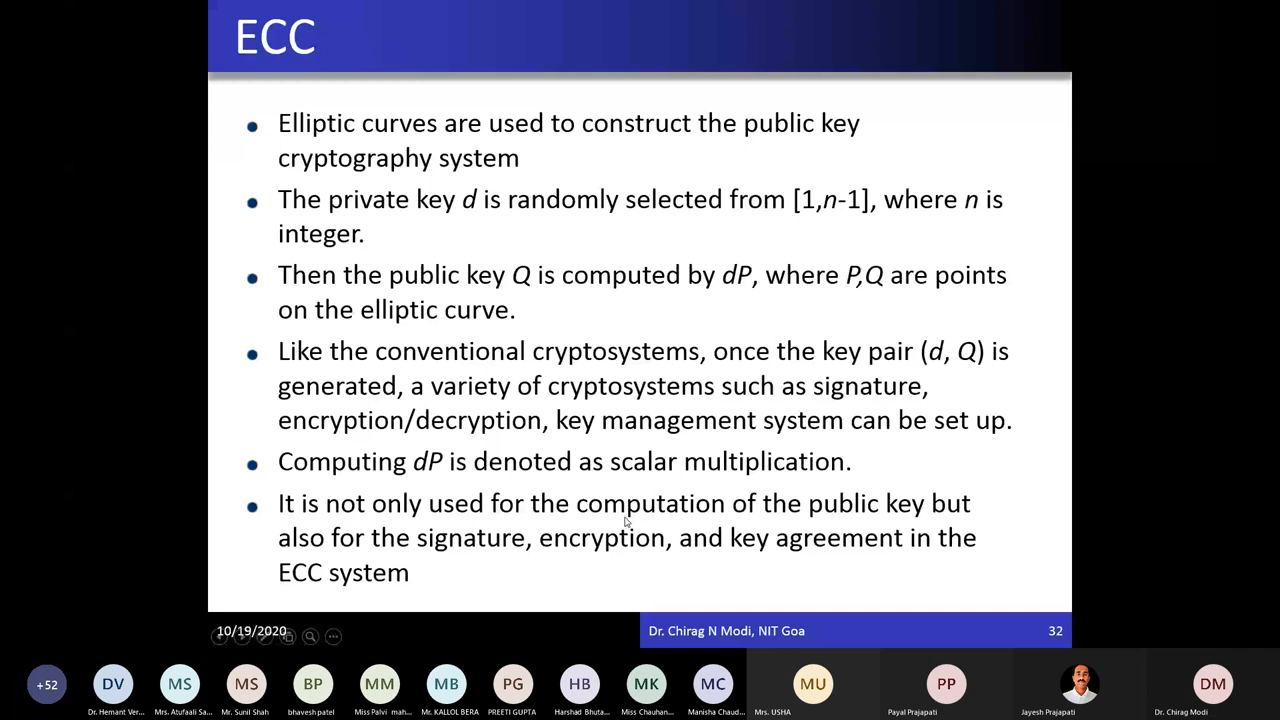 ECC
Elliptic curves are used to construct the public key
cryptography system
The private key d is randomly selected from [1,n-1], where n is
integer.
Then the public key Q is computed by dP, where P,Q are points
on the elliptic curve.
Like the conventional cryptosystems, once the key pair (d, Q) is
generated, a variety of cryptosystems such as signature,
encryption/decryption, key management system can be set up.
Computing dP is denoted as scalar multiplication.
It is not only used for the computation of the public key but
also for the signature, encryption, and key agreement in the
ECC system
10/19/2020 Dr. Chirag N Modi, NIT Goa 32
+52 DV MS MS BP MM MB PG HB MK MC MU PP DM
Dr. Hemant Ver... Mrs. Atufaali Sa... Mr. Sunil Shah bhavesh patel Miss Palvi mah... Mr. KALLOL BERA PREETI GUPTA Harshad Bhuta... Miss Chauhan... Manisha Chaud... Mrs. USHA Payal Prajapati Jayesh Prajapati Dr. Chirag Modi